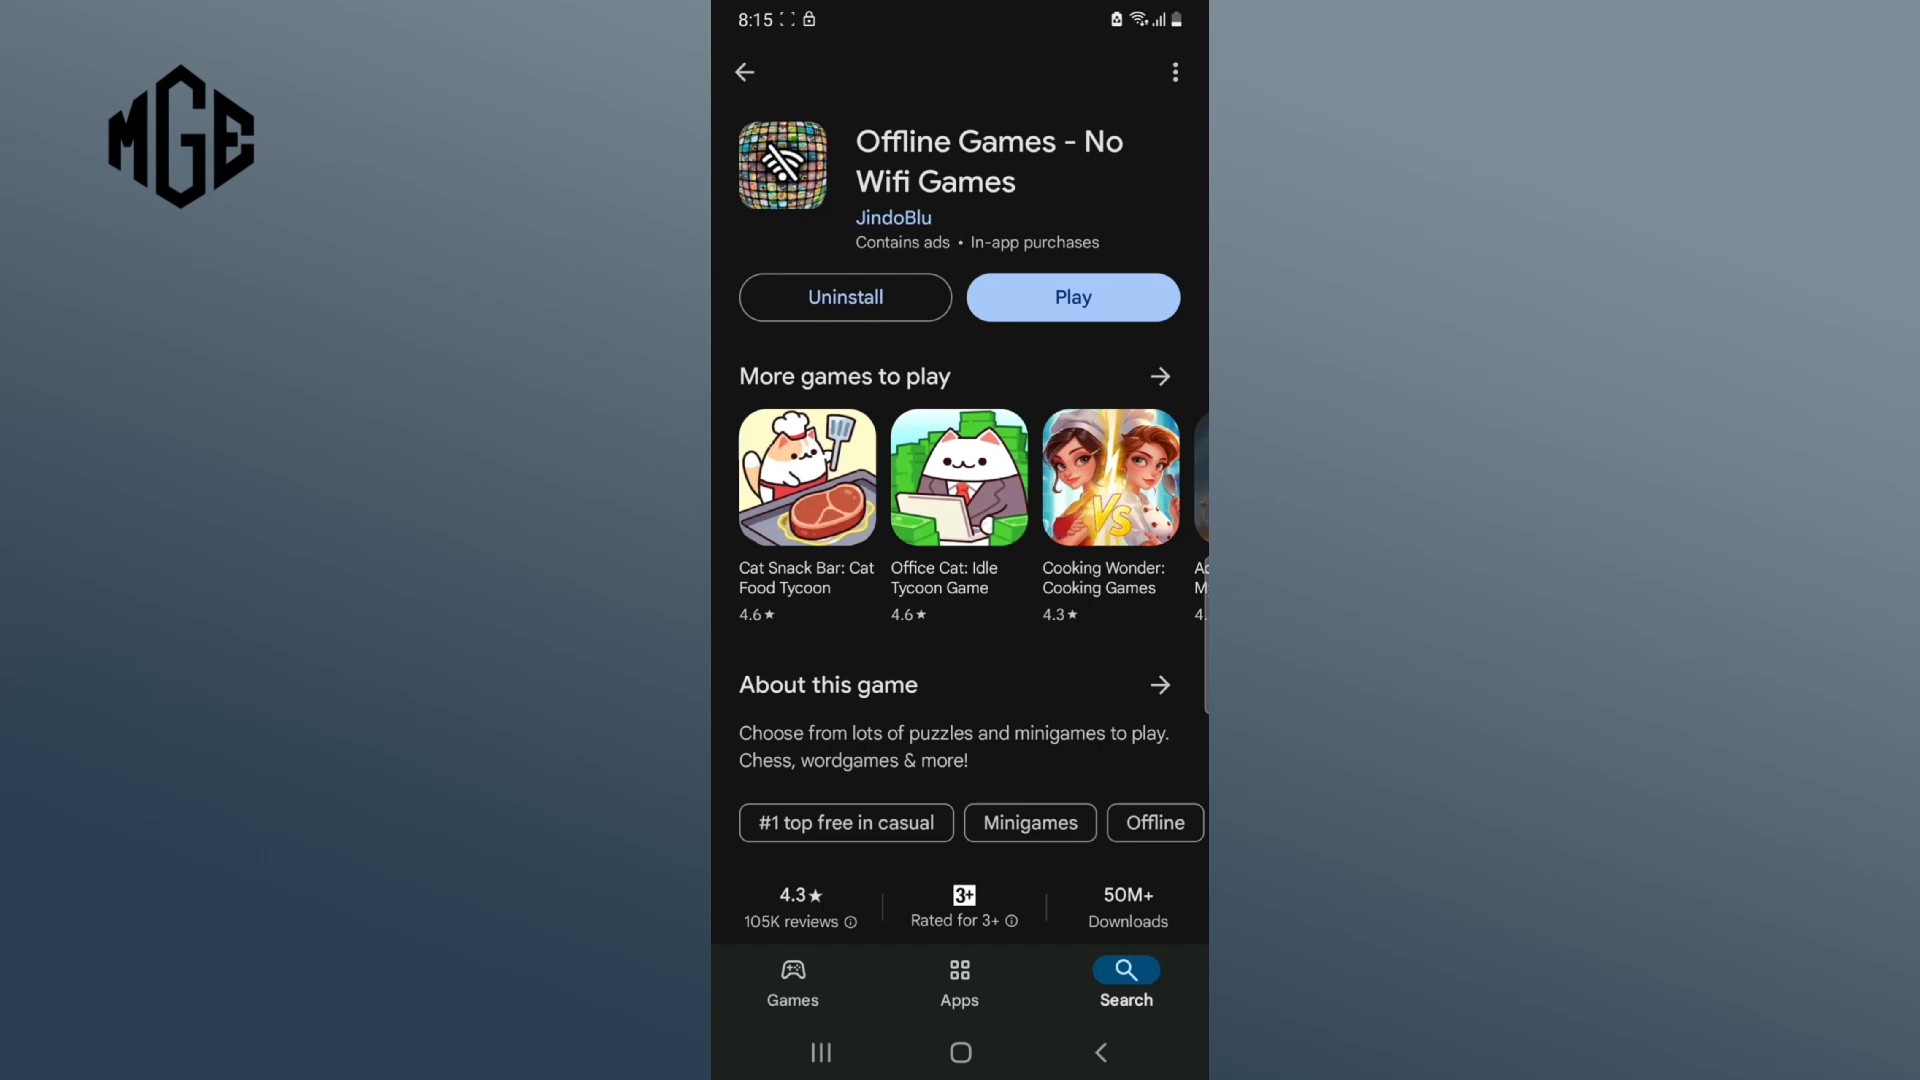 MGE
8:15
Offline Games - No
Wifi Games
JindoBlu
Contains ads • In-app purchases
Uninstall
Play
More games to play
VS
Cat Snack Bar: Cat
Food Tycoon
4.6★
Office Cat: Idle
Tycoon Game
4.6★
Cooking Wonder:
Cooking Games
4.3★
M
4.
About this game
Choose from lots of puzzles and minigames to play.
Chess, wordgames & more!
#1 top free in casual
Minigames
Offline
4.3★
105K reviews
3+
Rated for 3+
50M+
Downloads
Games
Apps
Search